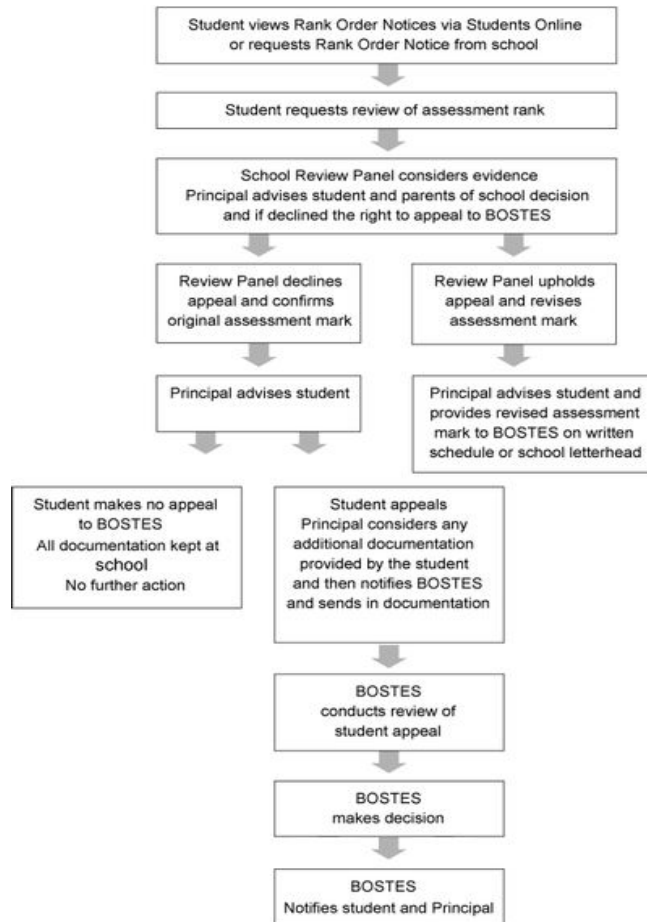 Student views Rank Order Notices via Students Online
or requests Rank Order Notice from school
Student requests review of assessment rank
School Review Panel considers evidence
Principal advises student and parents of school decision
and if declined the right to appeal to BOSTES
Review Panel declines
appeal and confirms
original assessment mark
Review Panel upholds
appeal and revises
assessment mark
Principal advises student
Principal advises student and
provides revised assessment
mark to BOSTES on written
schedule or school letterhead
Student makes no appeal
to BOSTES
All documentation kept at
school
No further action
Student appeals
Principal considers any
additional documentation
provided by the student
and then notifies BOSTES
and sends in documentation
BOSTES
conducts review of
student appeal
BOSTES
makes decision
BOSTES
Notifies student and Principal